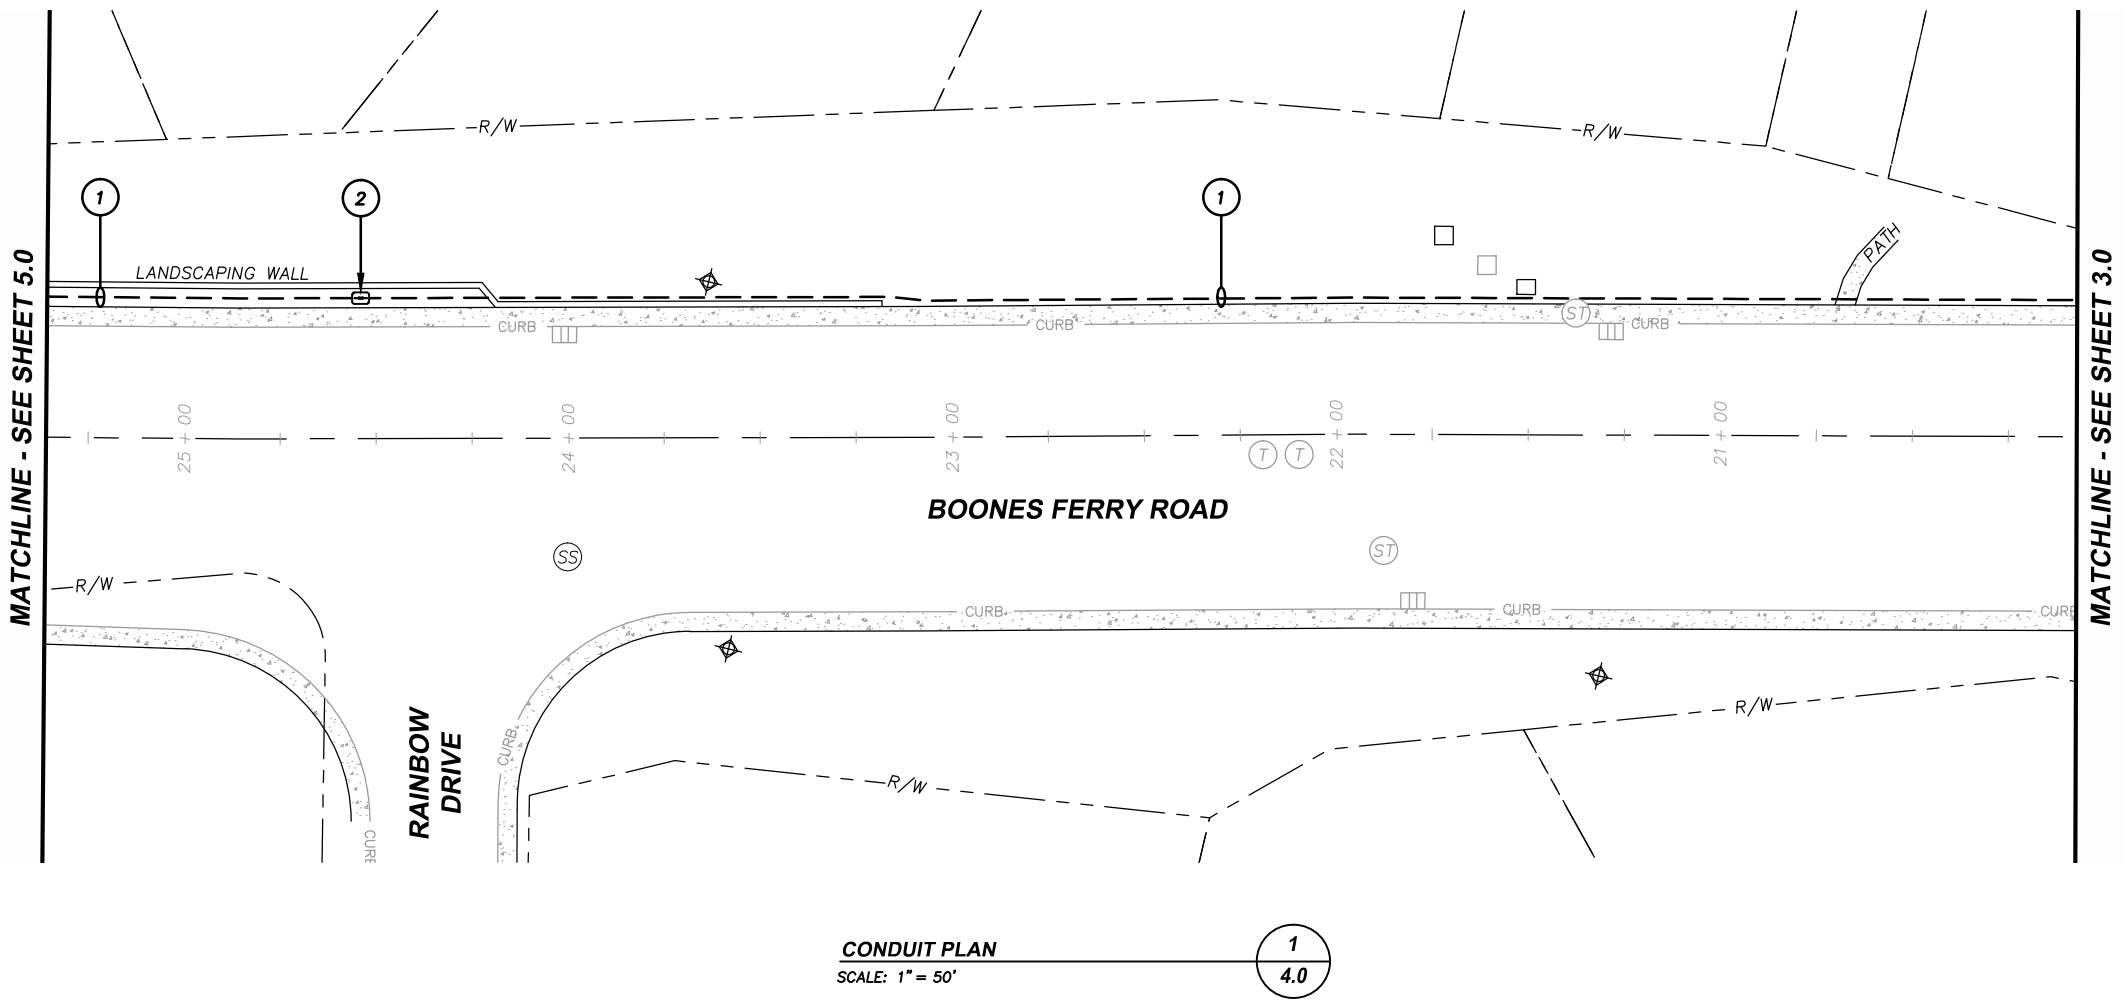 R/W
R/W
1
2
1
PATH
LANDSCAPING WALL
MATCHLINE - SEE SHEET 5.0
MATCHLINE - SEE SHEET 3.0
ST
CURB
CURB
CURB
25+00
24+00
23+00
22+00
21+00
T
T
BOONES FERRY ROAD
SS
ST
R/W
CURB
CURB
CURB
R/W
CURB
RAINBOW
DRIVE
R/W
CURB
CONDUIT PLAN
1
SCALE: 1" = 50'
4.0